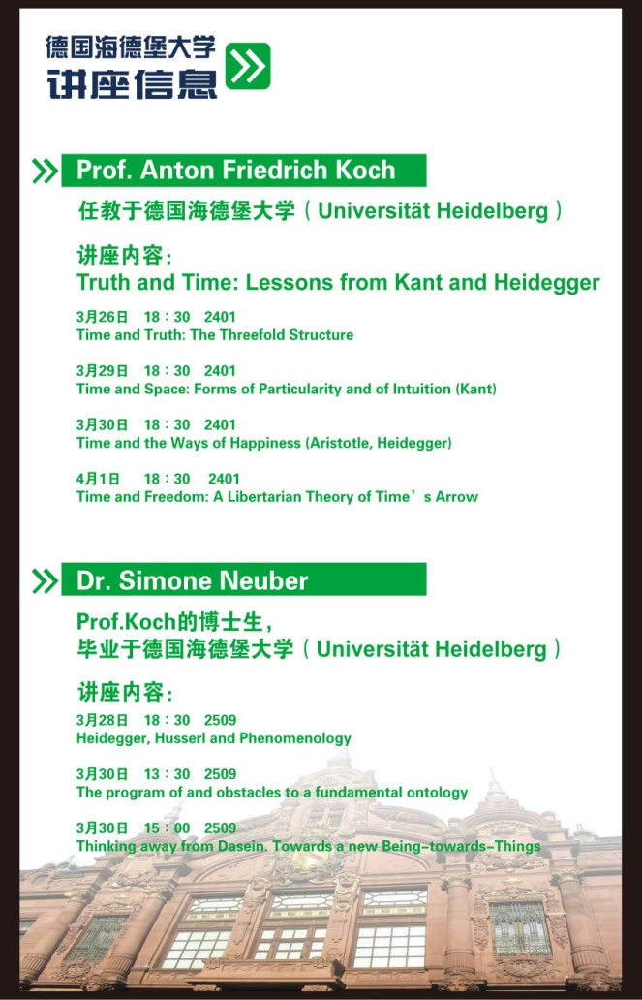 德国海德堡大学
讲座信息
Prof. Anton Friedrich Koch
任教于德国海德堡大学（Universität Heidelberg）
讲座内容：
Truth and Time: Lessons from Kant and Heidegger
3月26日 18：30 2401
Time and Truth: The Threefold Structure
3月29日 18：30 2401
Time and Space: Forms of Particularity and of Intuition (Kant)
3月30日 18：30 2401
Time and the Ways of Happiness (Aristotle, Heidegger)
4月1日 18：30 2401
Time and Freedom: A Libertarian Theory of Time’s Arrow
Dr. Simone Neuber
Prof.Koch的博士生，
毕业于德国海德堡大学（Universität Heidelberg）
讲座内容：
3月28日 18：30 2509
Heidegger, Husserl and Phenomenology
3月30日 13：30 2509
The program of and obstacles to a fundamental ontology
3月30日 15：00 2509
Thinking away from Dasein. Towards a new Being-towards-Things